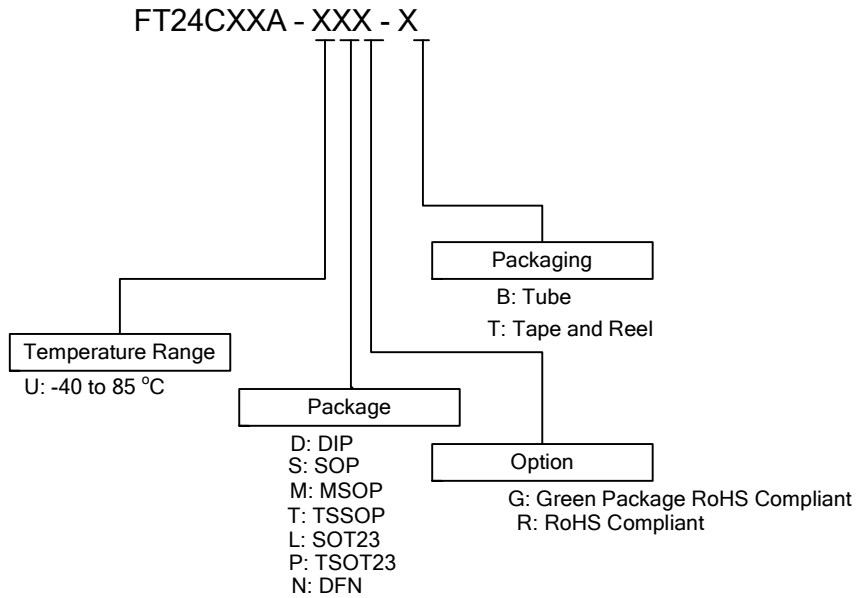 FT24CXXA - XXX - X
Packaging
B: Tube
T: Tape and Reel
Temperature Range
U: -40 to 85 °C
Package
D: DIP
S: SOP
M: MSOP
T: TSSOP
L: SOT23
P: TSOT23
N: DFN
Option
G: Green Package RoHS Compliant
R: RoHS Compliant